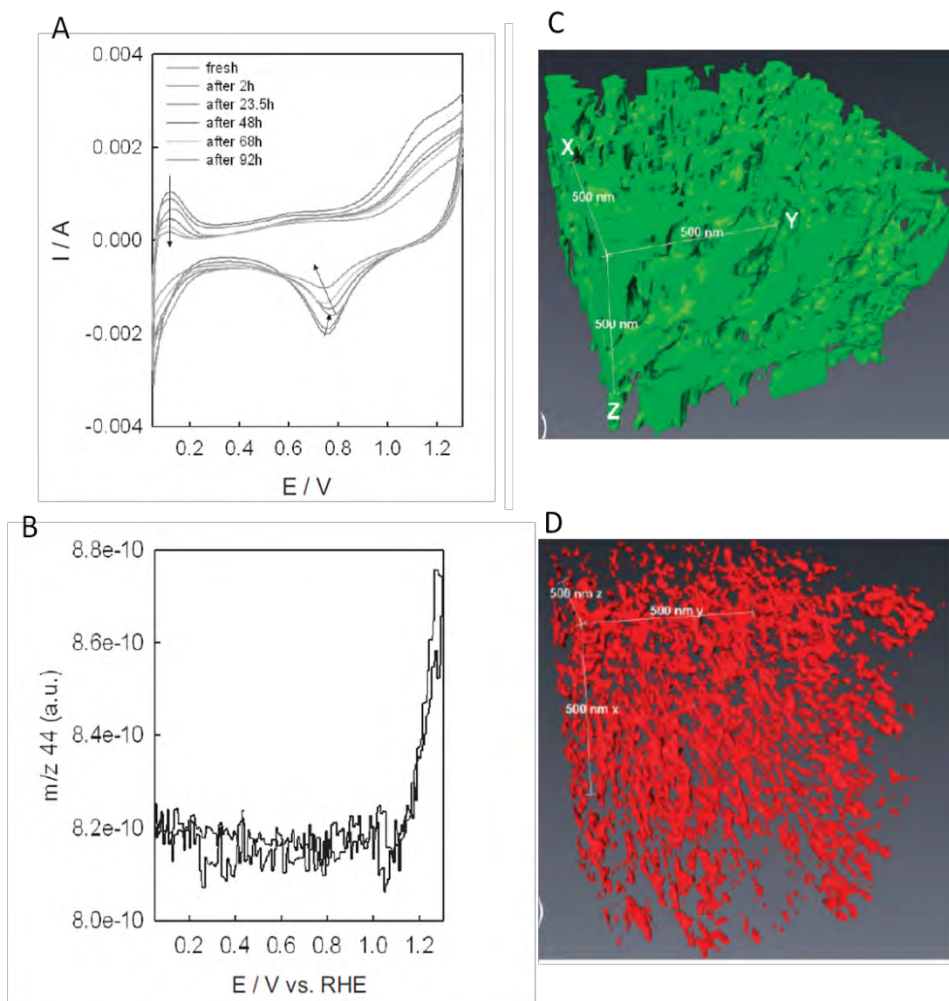 A
0.004
0.002
0.000
-0.002
-0.004
I / A
fresh
after 2h
after 23.5h
after 48h
after 68h
after 92h
0.2 0.4 0.6 0.8 1.0 1.2
E / V
B
8.8e-10
8.6e-10
8.4e-10
8.2e-10
8.0e-10
m/z 44 (a.u.)
0.2 0.4 0.6 0.8 1.0 1.2
E / V vs. RHE
C
X
500 nm
500 nm
Y
500 nm
Z
)
D
500 nm z
500 nm y
500 nm x
)